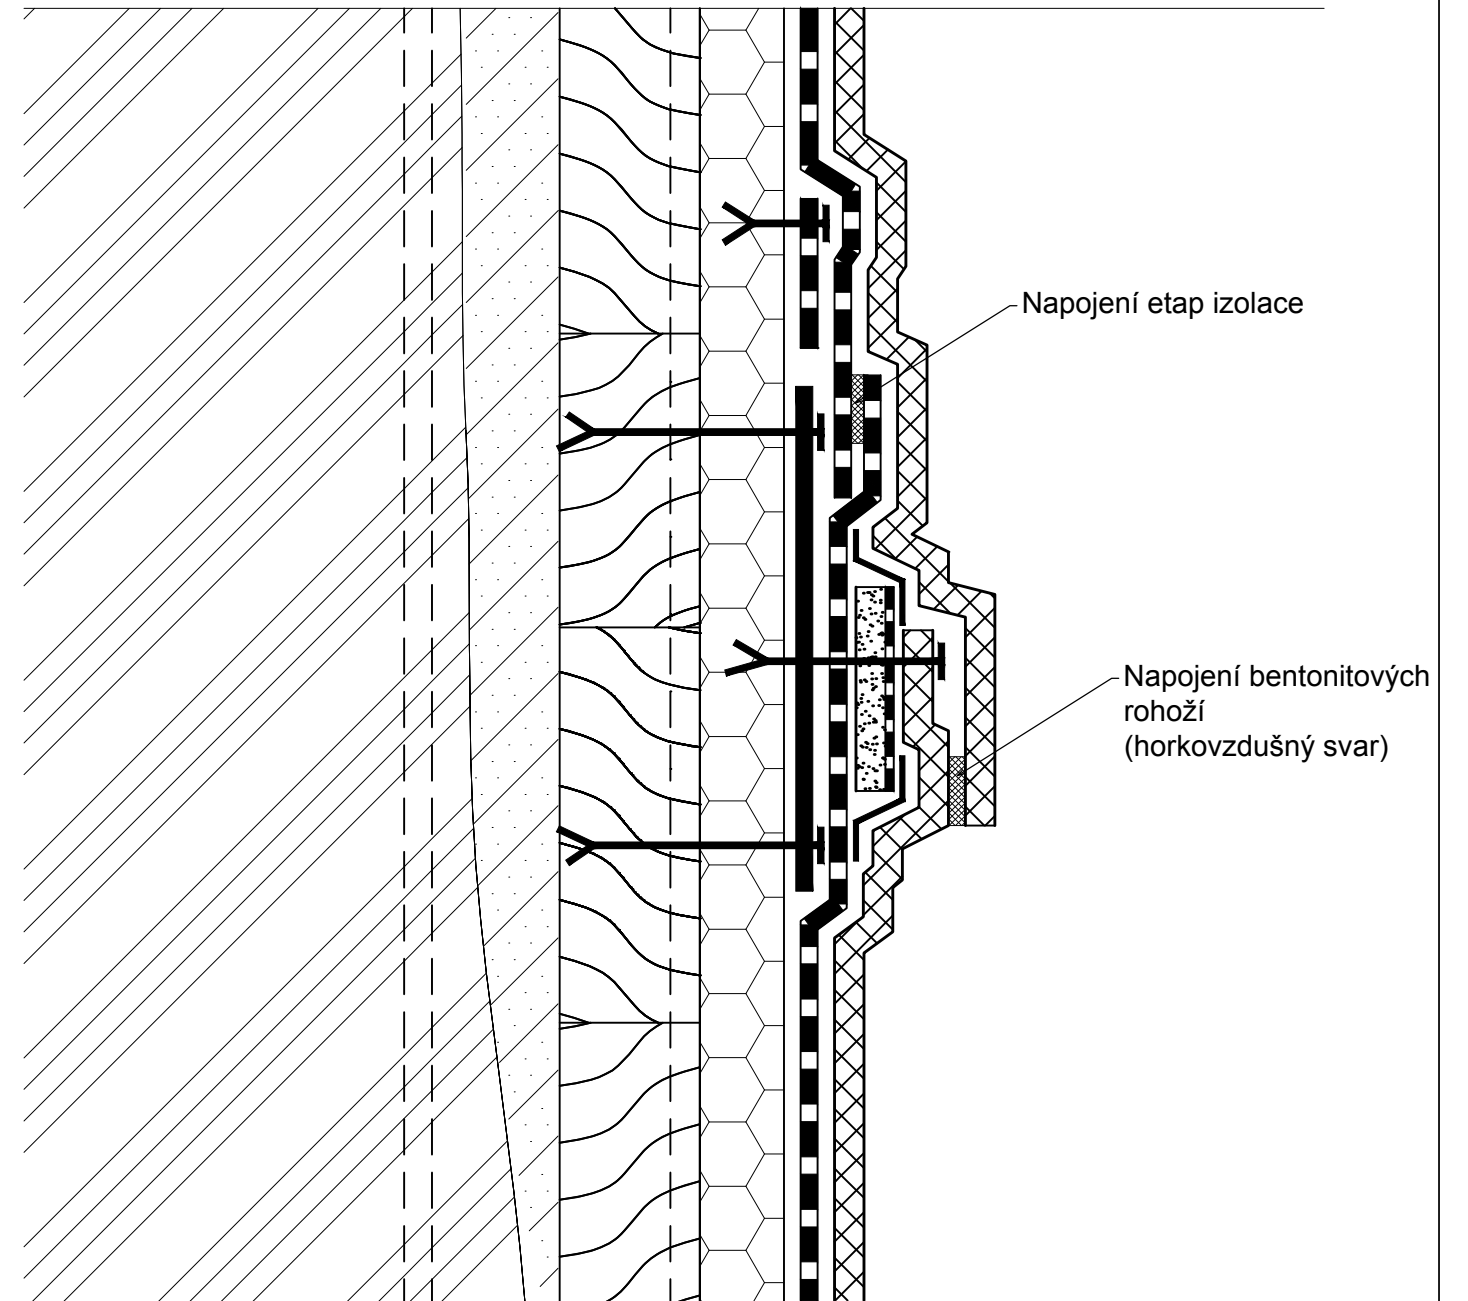 Napojení etap izolace
Napojení bentonitových
rohoží
(horkovzdušný svar)